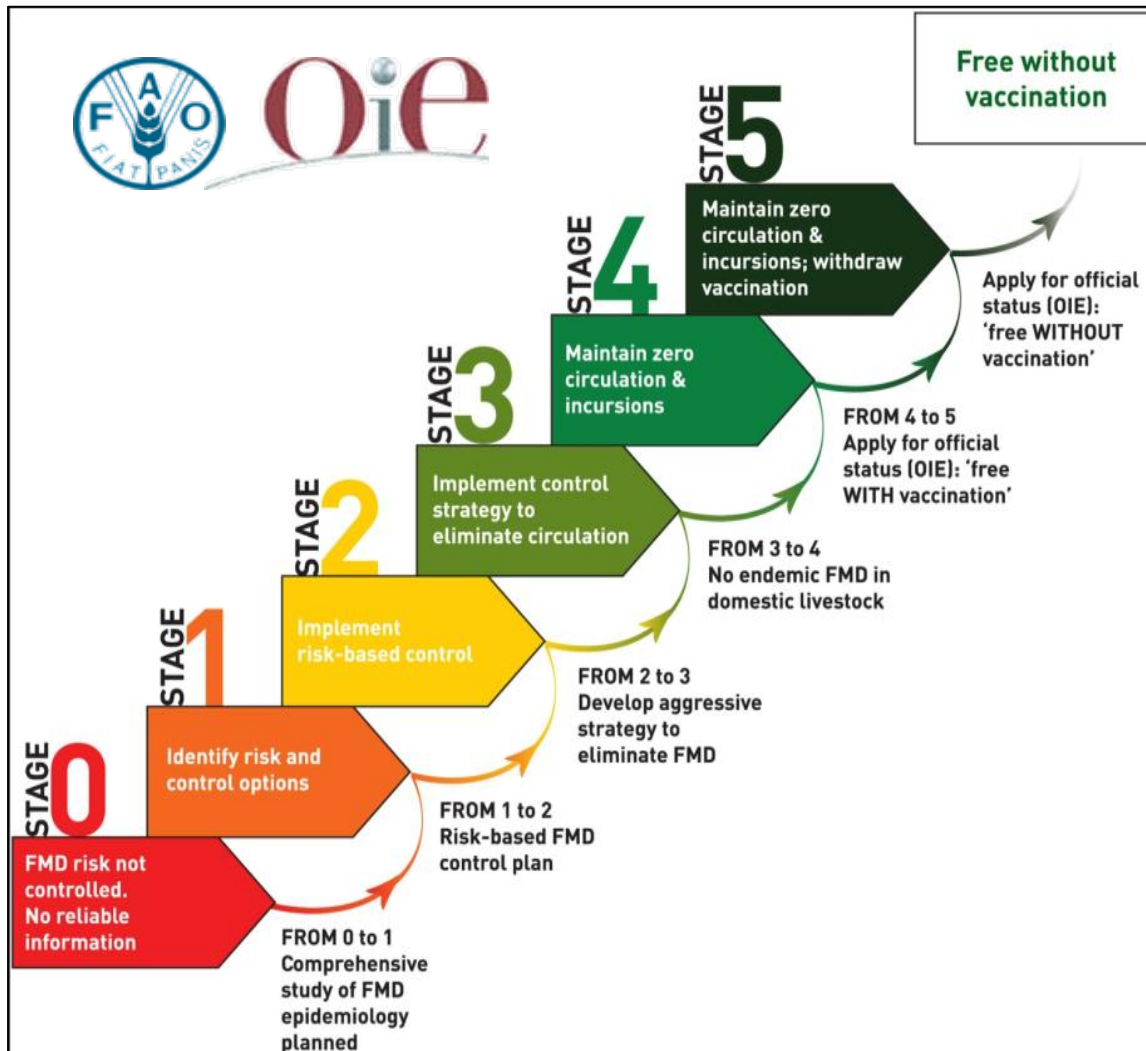 FAO
FIAT PANIS
Oie
Free without
vaccination
STAGE 5
Maintain zero
circulation &
incursions; withdraw
vaccination
Apply for official
status (OIE):
‘free WITHOUT
vaccination’
STAGE 4
Maintain zero
circulation &
incursions
FROM 4 to 5
Apply for official
status (OIE): ‘free
WITH vaccination’
STAGE 3
Implement control
strategy to
eliminate circulation
FROM 3 to 4
No endemic FMD in
domestic livestock
STAGE 2
Implement
risk-based control
FROM 2 to 3
Develop aggressive
strategy to
eliminate FMD
STAGE 1
Identify risk and
control options
FROM 1 to 2
Risk-based FMD
control plan
STAGE 0
FMD risk not
controlled.
No reliable
information
FROM 0 to 1
Comprehensive
study of FMD
epidemiology
planned